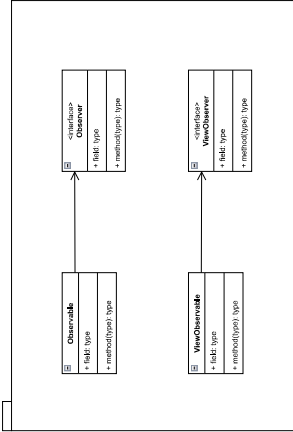 <interface>
Observer
+ field: type
+ method(type): type
<interface>
ViewObserver
+ field: type
+ method(type): type
Observable
+ field: type
+ method(type): type
ViewObservable
+ field: type
+ method(type): type